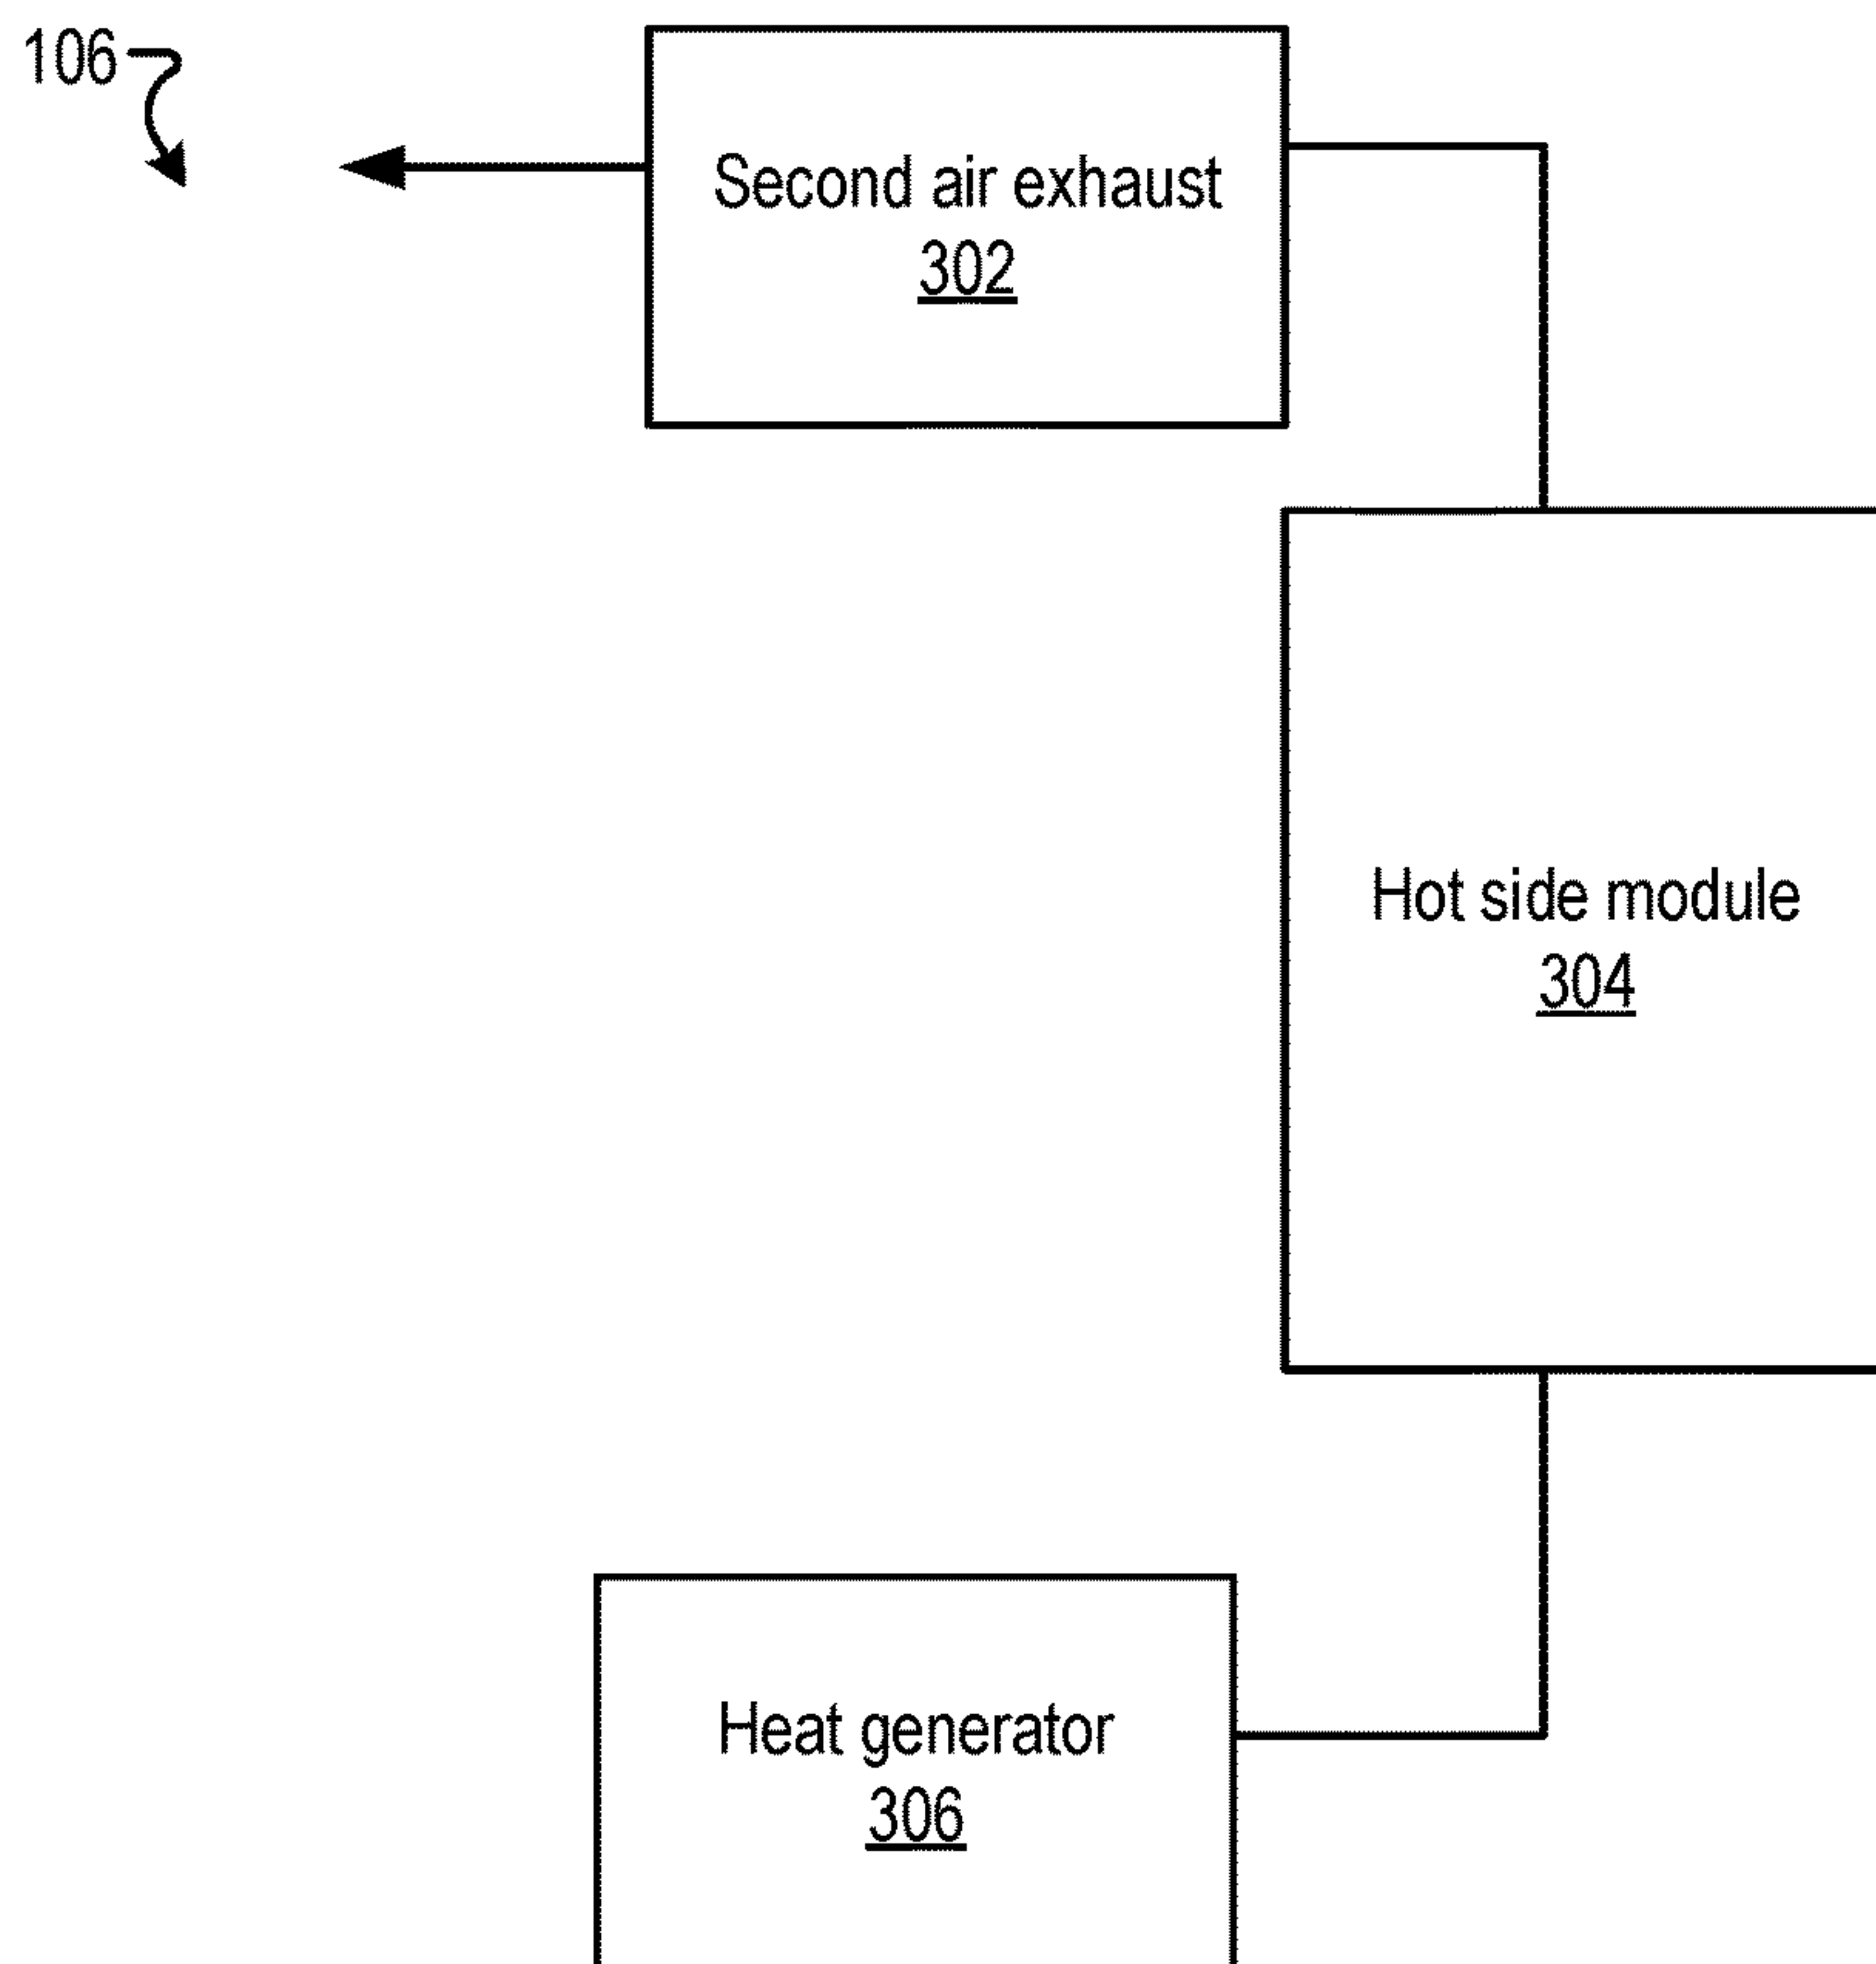 106
Second air exhaust
302
Hot side module
304
Heat generator
306